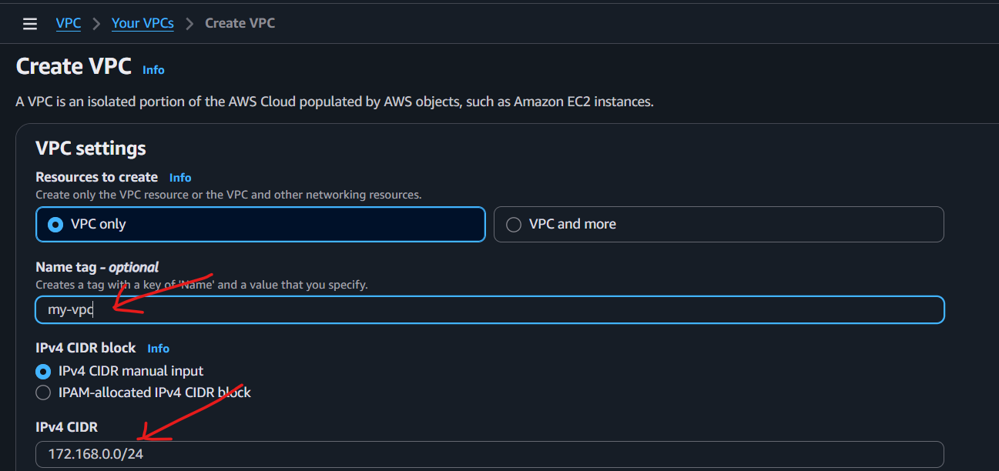 VPC > Your VPCs > Create VPC
Create VPC Info
A VPC is an isolated portion of the AWS Cloud populated by AWS objects, such as Amazon EC2 instances.
VPC settings
Resources to create Info
Create only the VPC resource or the VPC and other networking resources.
VPC only VPC and more
Name tag - optional
Creates a tag with a key of 'Name' and a value that you specify.
my-vpc
IPv4 CIDR block Info
IPv4 CIDR manual input
IPAM-allocated IPv4 CIDR block
IPv4 CIDR
172.168.0.0/24